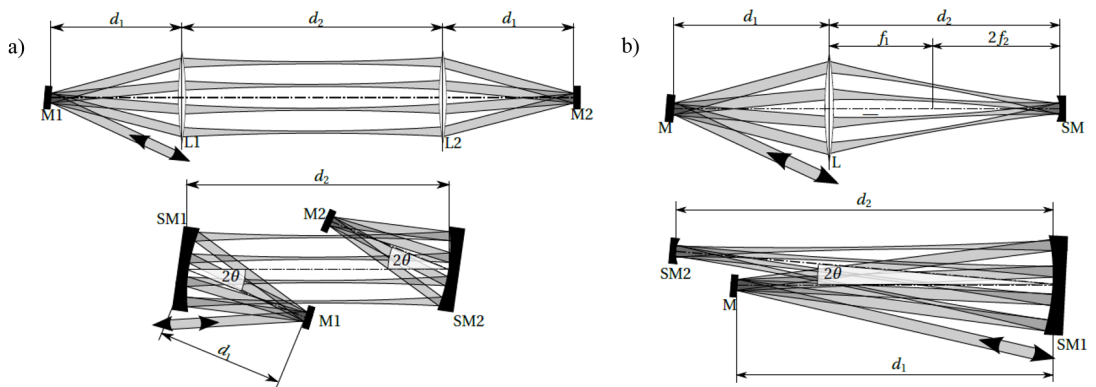 a)
d₁ d₂ d₁
M1 L1 L2 M2
d₂
SM1 M2
2θ 2θ
M1 SM2
d₁
b)
d₁ d₂
f₁ 2f₂
M L SM
d₂
SM2 2θ
M
SM1
d₁